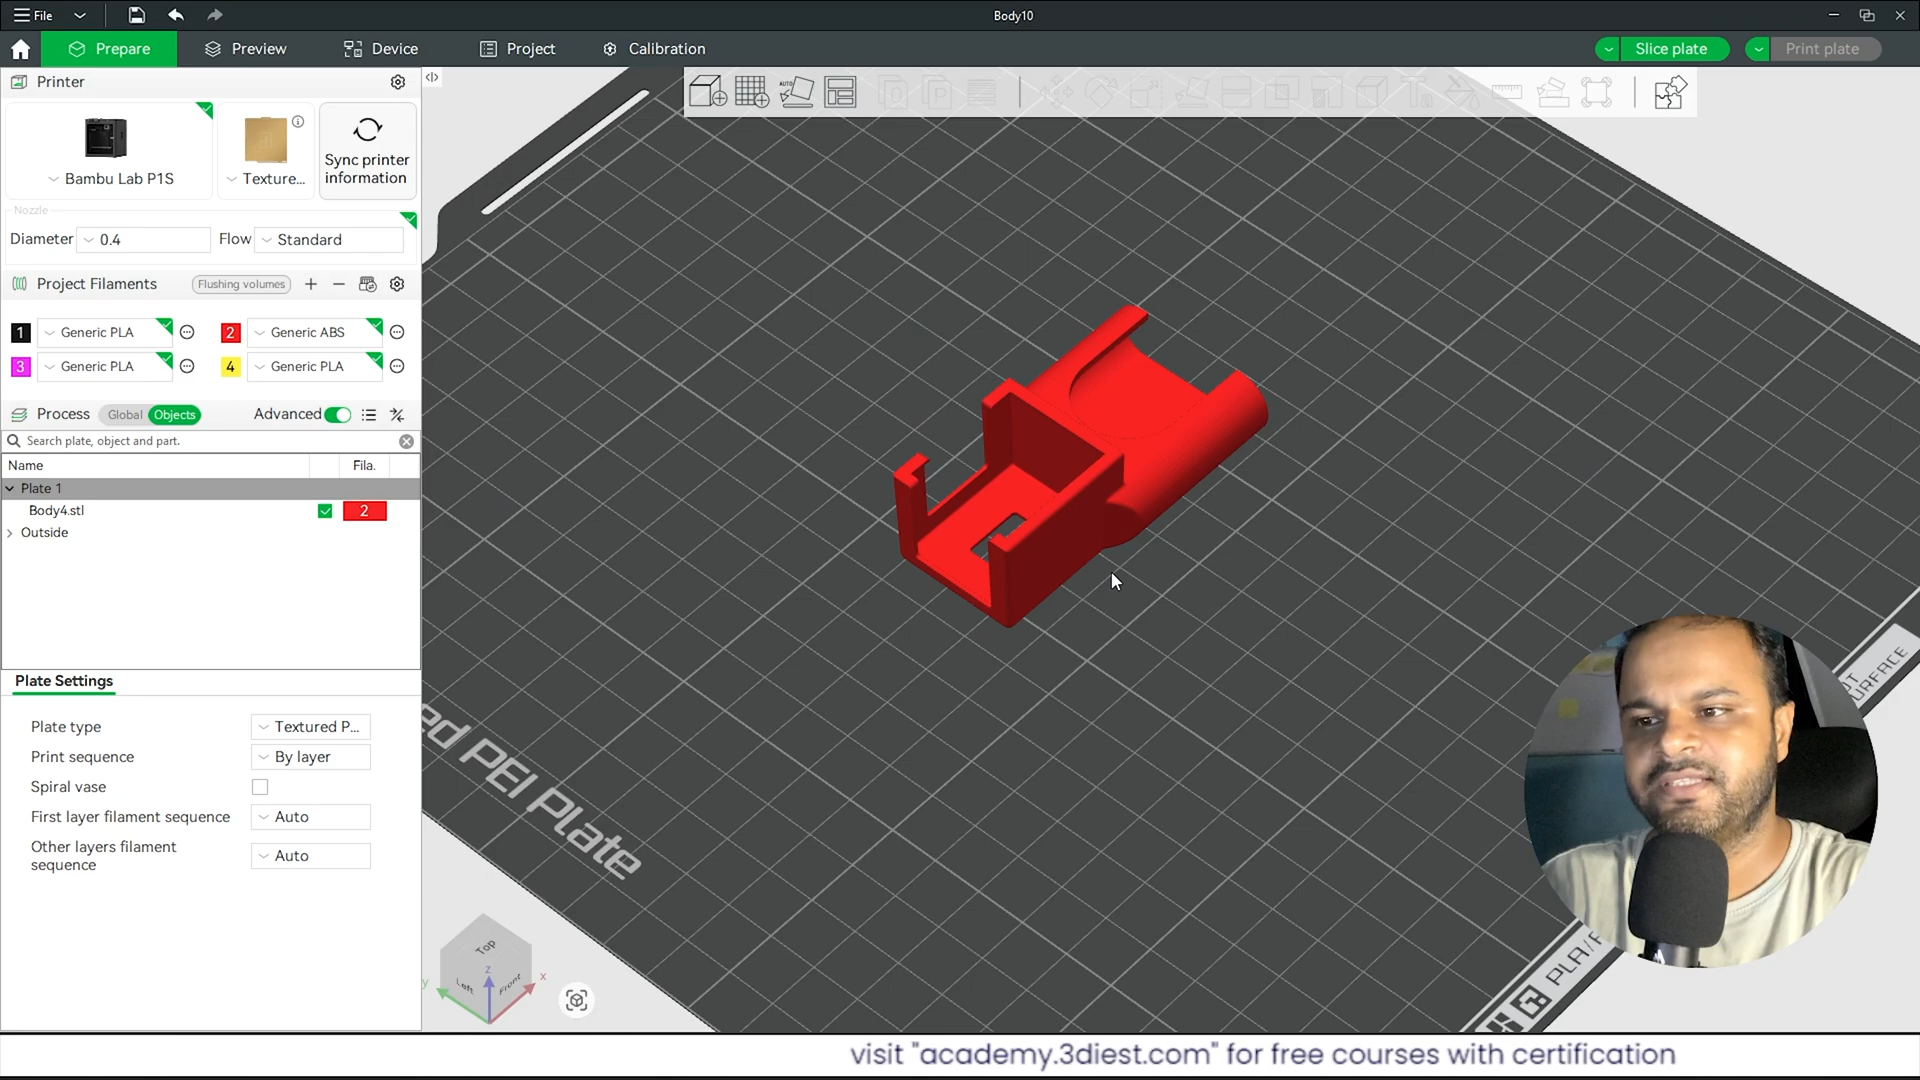 File
Body10
Prepare
Preview
Device
Project
Calibration
Slice plate
Print plate
Printer
Bambu Lab P1S
Texture...
Sync printer
information
Nozzle
Diameter
0.4
Flow
Standard
Project Filaments
Flushing volumes
1
Generic PLA
2
Generic ABS
3
Generic PLA
4
Generic PLA
Process
Global
Objects
Advanced
Search plate, object and part.
Name
Fila.
Plate 1
Body4.stl
2
Outside
Plate Settings
Plate type
Textured P...
Print sequence
By layer
Spiral vase
First layer filament sequence
Auto
Other layers filament
sequence
Auto
AUTO
ed PEI Plate
Top
Left
Front
x
y
z
URFACE
PLA/
visit "academy.3diest.com" for free courses with certification